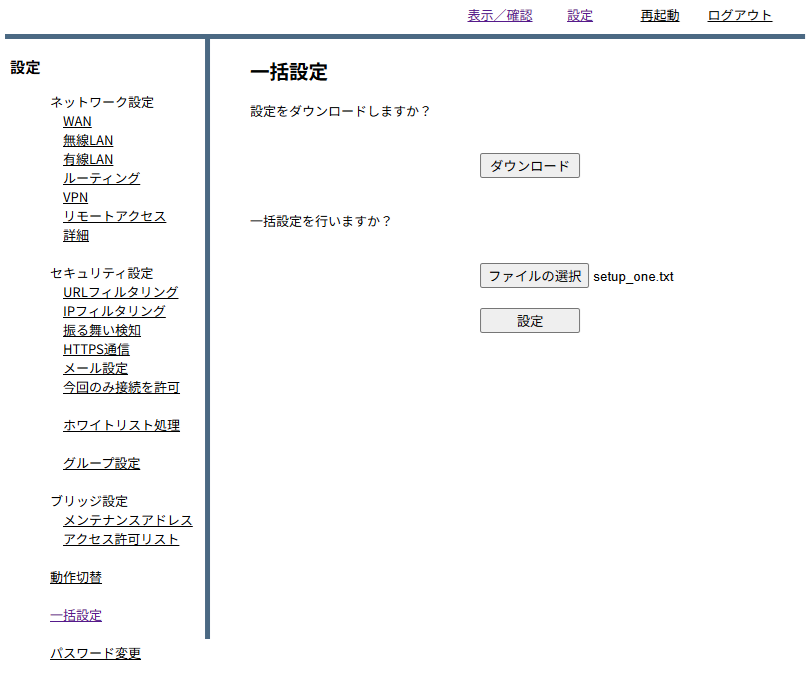 表示／確認 設定 再起動 ログアウト
設定
ネットワーク設定
WAN
無線LAN
有線LAN
ルーティング
VPN
リモートアクセス
詳細
セキュリティ設定
URLフィルタリング
IPフィルタリング
振る舞い検知
HTTPS通信
メール設定
今回のみ接続を許可
ホワイトリスト処理
グループ設定
ブリッジ設定
メンテナンスアドレス
アクセス許可リスト
動作切替
一括設定
パスワード変更
一括設定
設定をダウンロードしますか？
ダウンロード
一括設定を行いますか？
ファイルの選択 setup_one.txt
設定